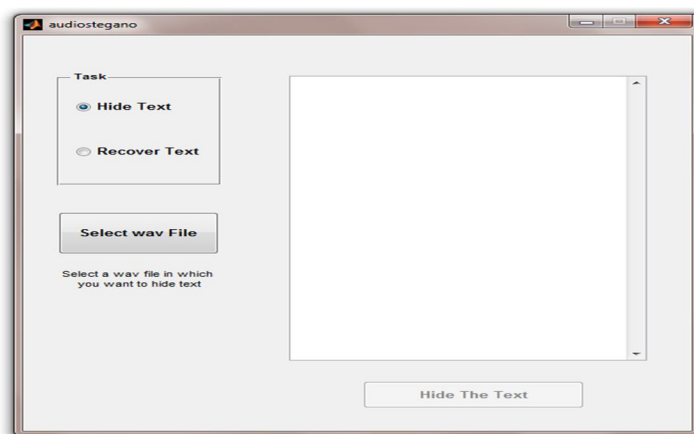 audiostegano
Task
Hide Text
Recover Text
Select wav File
Select a wav file in which
you want to hide text
Hide The Text